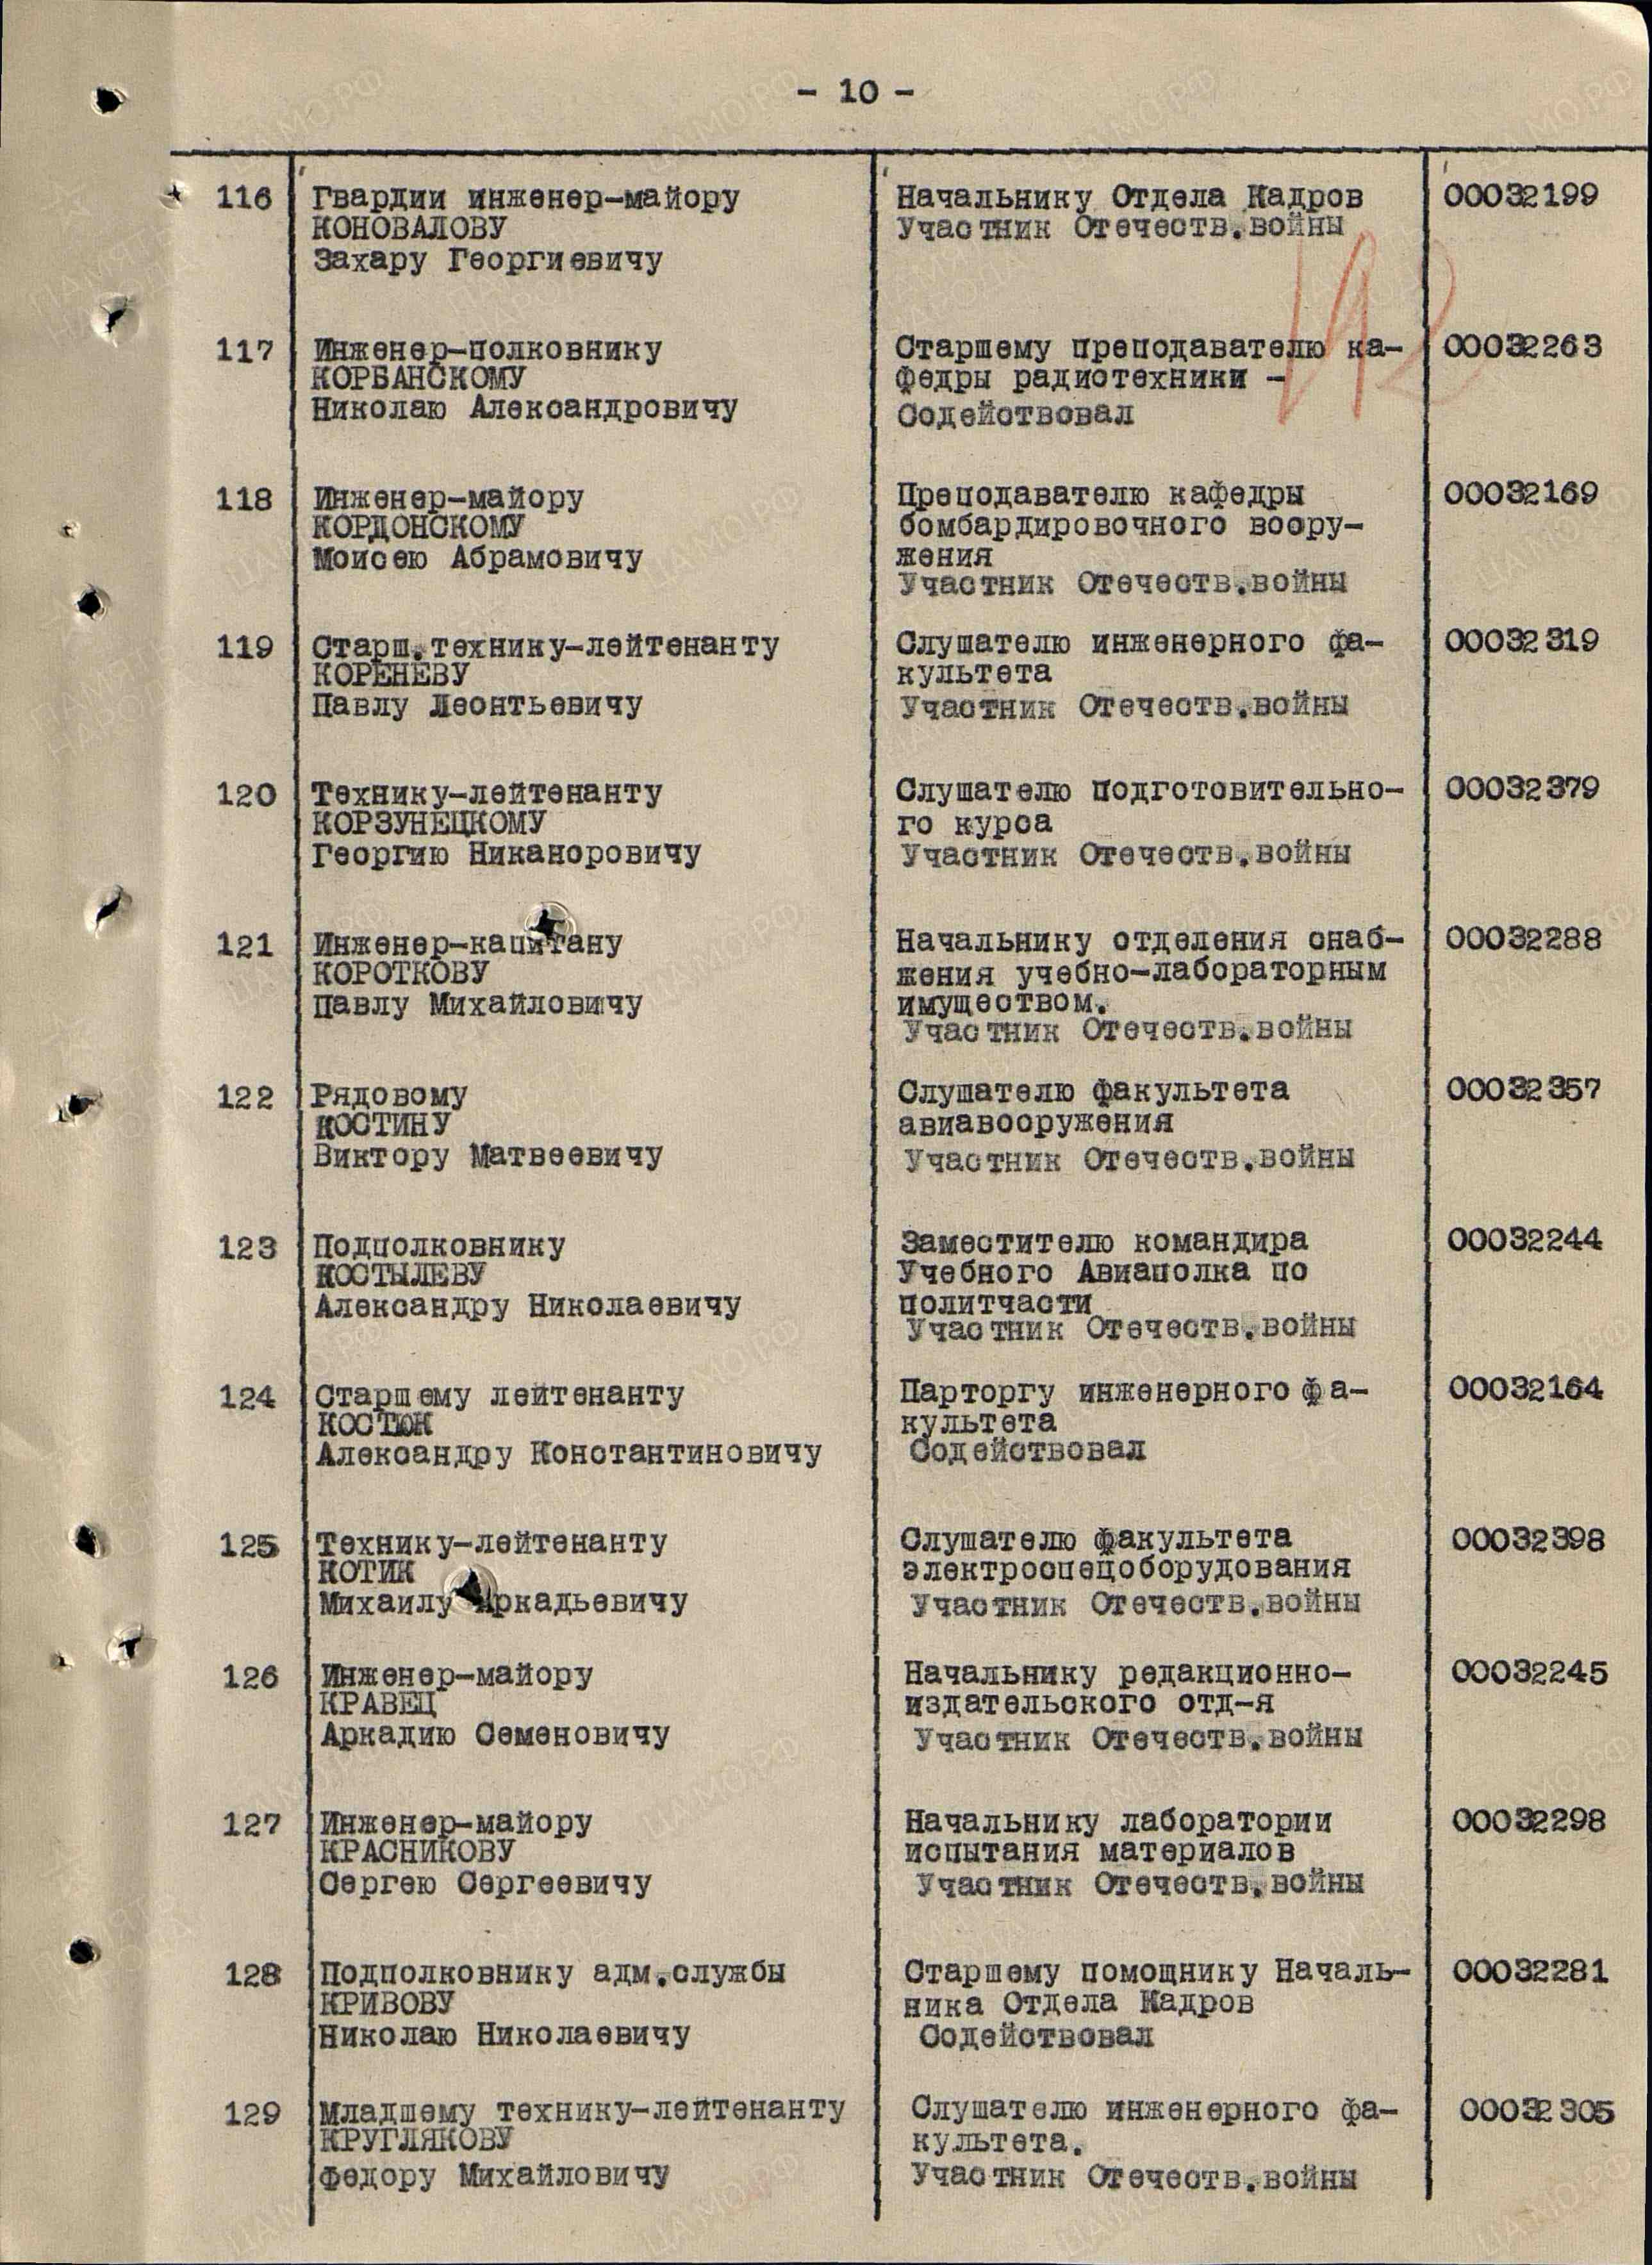 - 10 -
116 Гвардии инженер-майору Начальнику Отдела Кадров 00032199
КОНОВАЛОВУ Участник Отечеств.войны
Захару Георгиевичу
117 Инженер-полковнику Старшему преподавателю ка- 00032263
КОРБАНСКОМУ федры радиотехники -
Николаю Александровичу Содействовал
118 Инженер-майору Преподавателю кафедры 00032169
КОРДОНСКОМУ бомбардировочного воору-
Моисею Абрамовичу жения
Участник Отечеств.войны
119 Старш.технику-лейтенанту Слушателю инженерного фа- 00032319
КОРЕНЕВУ культета
Павлу Леонтьевичу Участник Отечеств.войны
120 Технику-лейтенанту Слушателю подготовительно- 00032379
КОРЗУНЕЦКОМУ го курса
Георгию Никаноровичу Участник Отечеств.войны
121 Инженер-капитану Начальнику отделения снаб- 00032288
КОРОТКОВУ жения учебно-лабораторным
Павлу Михайловичу имуществом.
Участник Отечеств.войны
122 Рядовому Слушателю факультета 00032357
КОСТИНУ авиавооружения
Виктору Матвеевичу Участник Отечеств.войны
123 Подполковнику Заместителю командира 00032244
КОСТЫЛЕВУ Учебного Авиаполка по
Александру Николаевичу политчасти
Участник Отечеств.войны
124 Старшему лейтенанту Парторгу инженерного фа- 00032164
КОСТЮК культета
Александру Константиновичу Содействовал
125 Технику-лейтенанту Слушателю факультета 00032398
КОТИК электроспецоборудования
Михаилу Аркадьевичу Участник Отечеств.войны
126 Инженер-майору Начальнику редакционно- 00032245
КРАВЕЦ издательского отд-я
Аркадию Семеновичу Участник Отечеств.войны
127 Инженер-майору Начальнику лаборатории 00032298
КРАСНИКОВУ испытания материалов
Сергею Сергеевичу Участник Отечеств.войны
128 Подполковнику адм.службы Старшему помощнику Началь- 00032281
КРИВОВУ ника Отдела Кадров
Николаю Николаевичу Содействовал
129 Младшему технику-лейтенанту Слушателю инженерного фа- 00032305
КРУГЛЯКОВУ культета.
Федору Михайловичу Участник Отечеств.войны